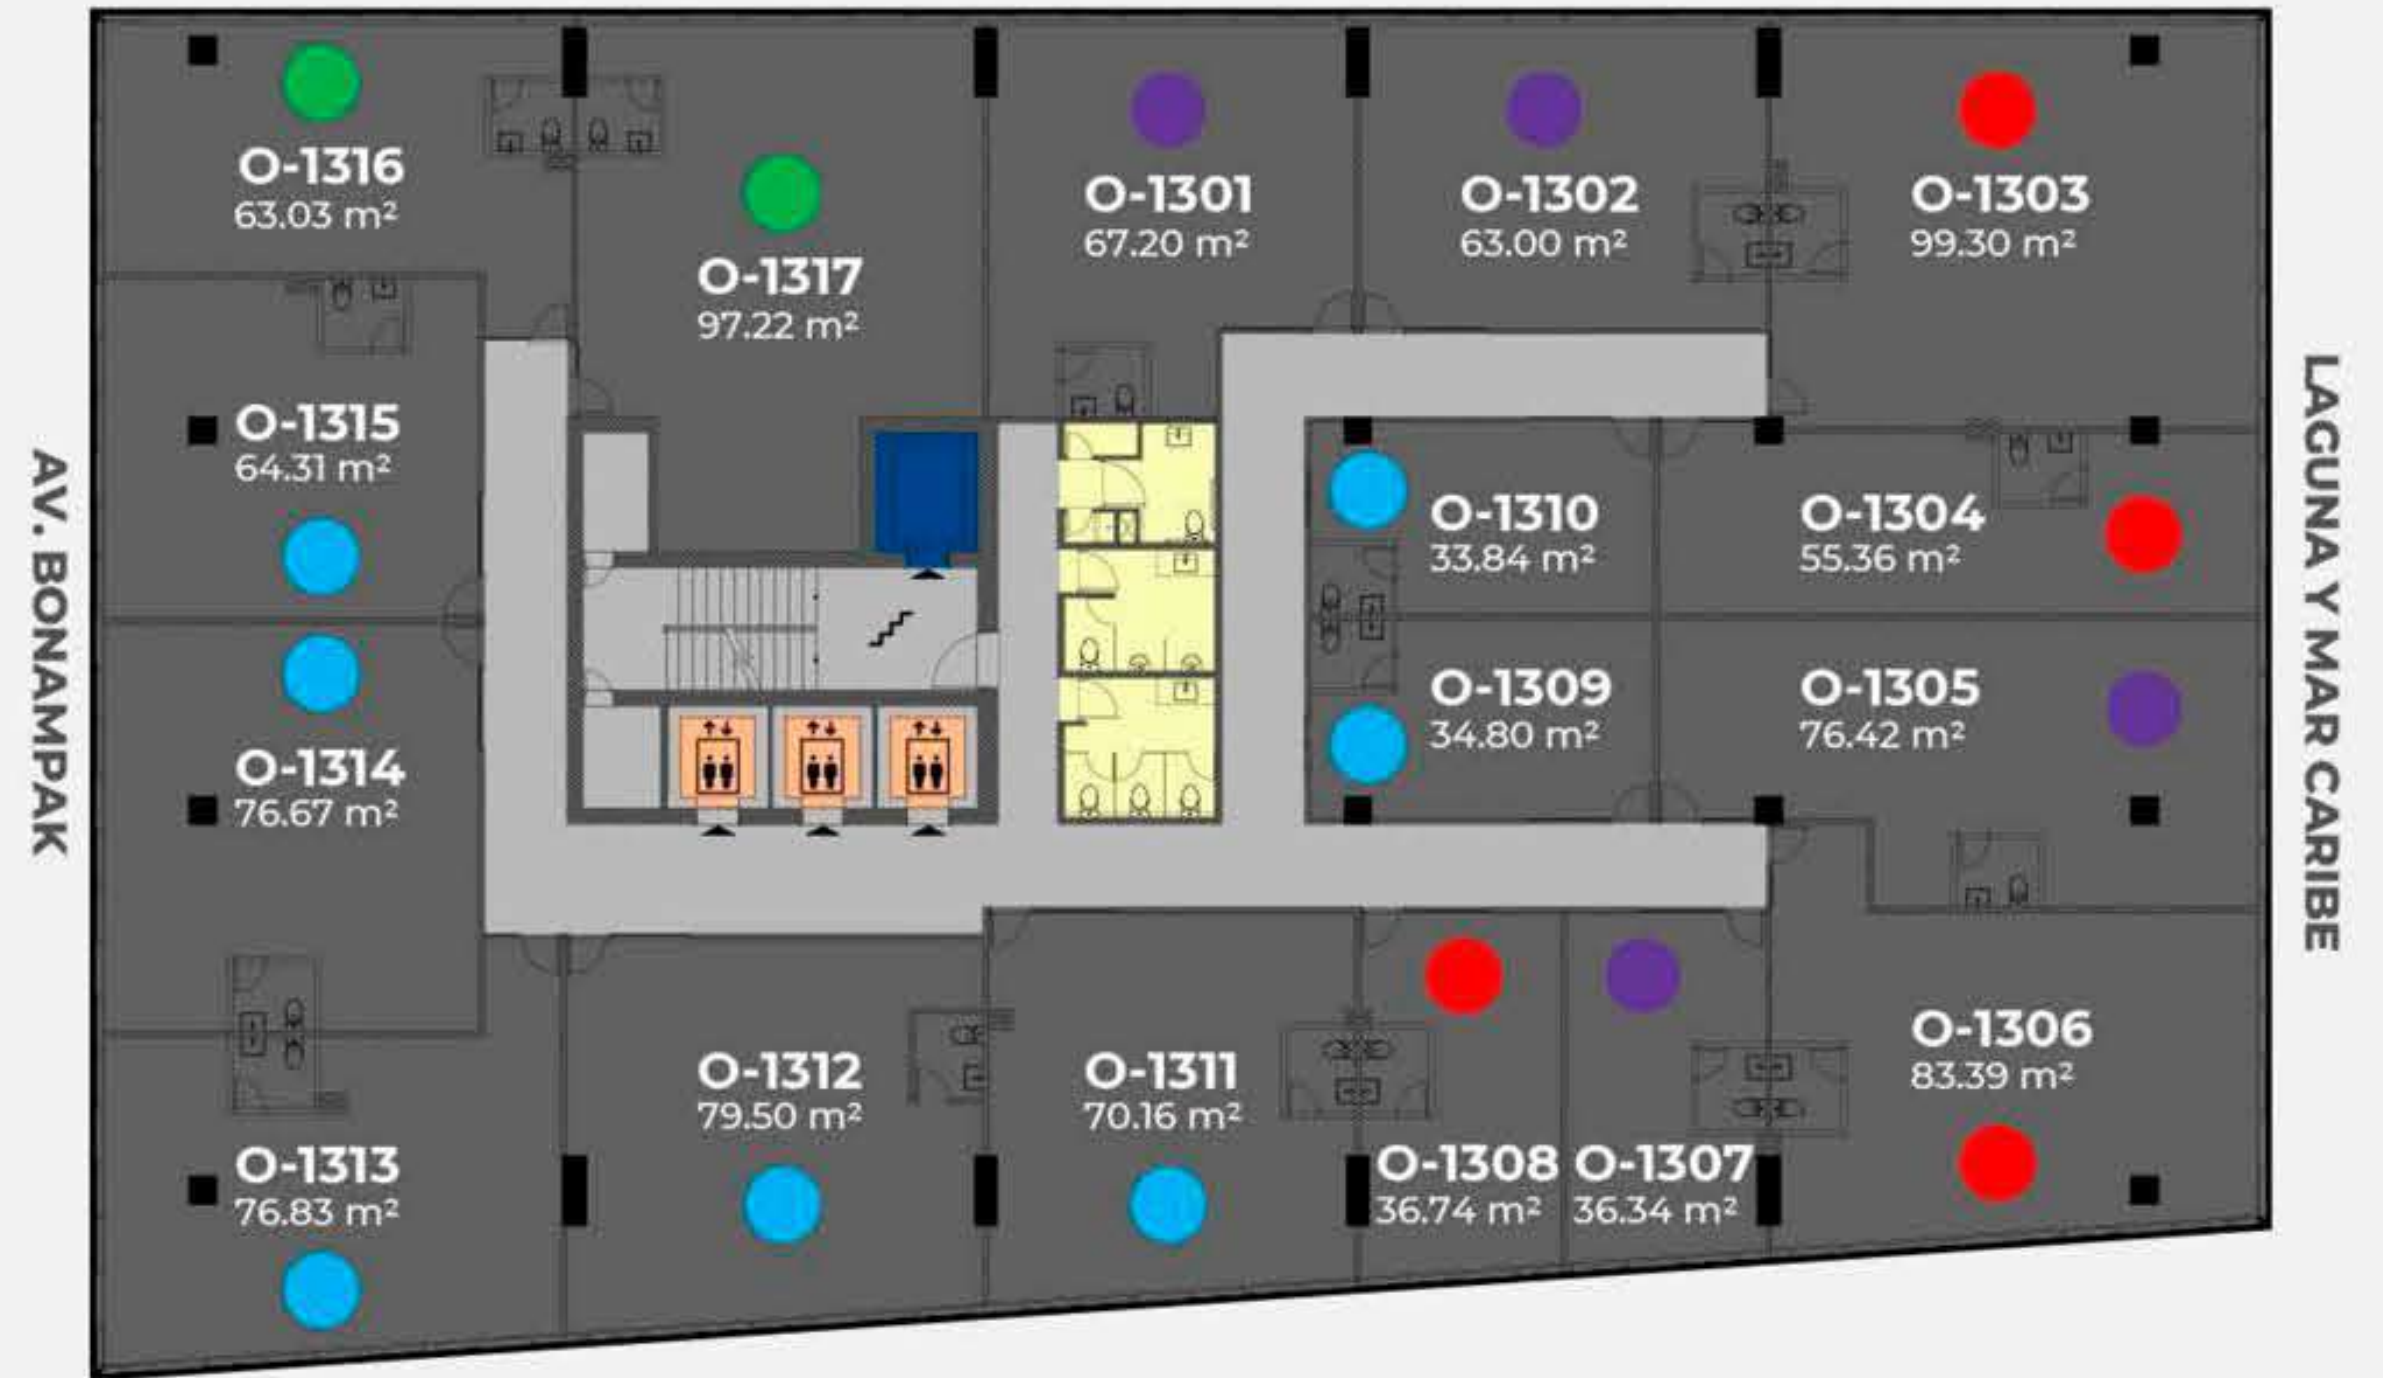 O-1316
63.03 m²
O-1317
97.22 m²
O-1301
67.20 m²
O-1302
63.00 m²
O-1303
99.30 m²
O-1315
64.31 m²
O-1310
33.84 m²
O-1304
55.36 m²
O-1314
76.67 m²
O-1309
34.80 m²
O-1305
76.42 m²
O-1313
76.83 m²
O-1312
79.50 m²
O-1311
70.16 m²
O-1308
36.74 m²
O-1307
36.34 m²
O-1306
83.39 m²
AV. BONAMPAK
LAGUNA Y MAR CARIBE